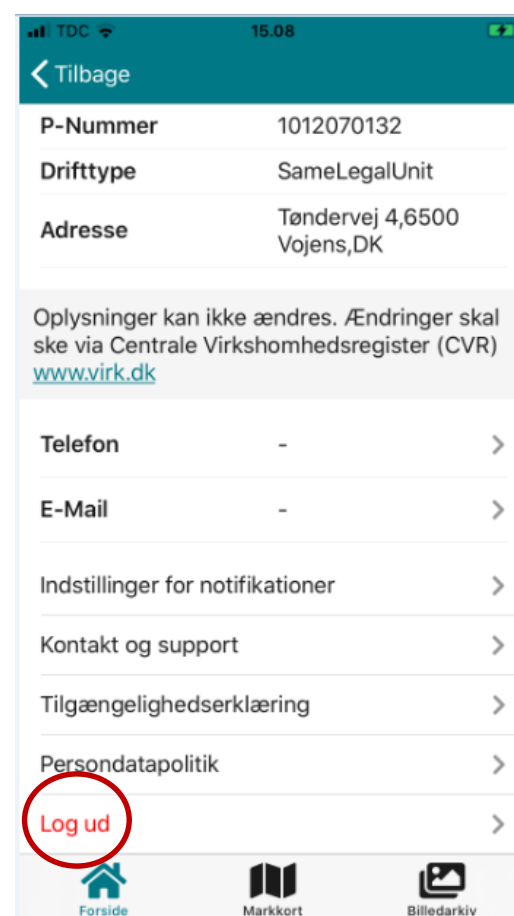 TDC 15.08
Tilbage
P-Nummer 1012070132
Drifttype SameLegalUnit
Adresse Tøndervej 4,6500
Vojens,DK
Oplysninger kan ikke ændres. Ændringer skal
ske via Centrale Virkshomhedsregister (CVR)
www.virk.dk
Telefon -
E-Mail -
Indstillinger for notifikationer
Kontakt og support
Tilgængelighedserklæring
Persondatapolitik
Log ud
Forside Markkort Billedarkiv